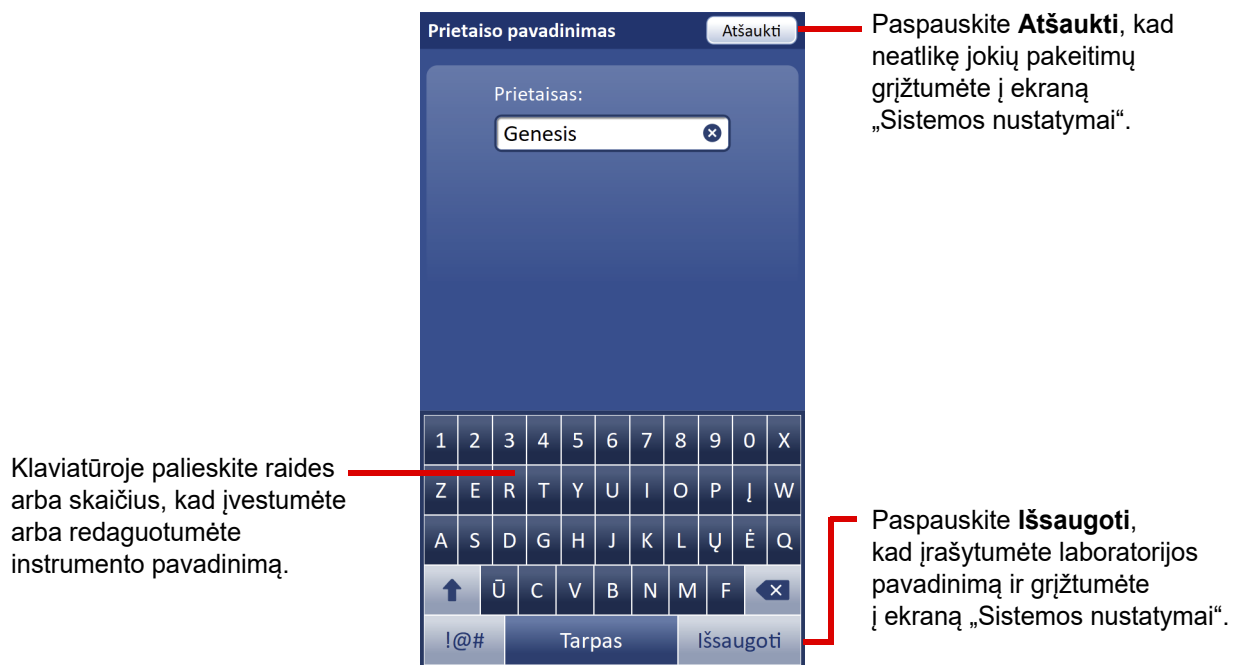 Prietaiso pavadinimas
Atšaukti
Prietaisas:
Genesis
1 2 3 4 5 6 7 8 9 0 X
Z E R T Y U I O P Į W
A S D G H J K L Ų Ė Q
Ū C V B N M F
!@# Tarpas Išsaugoti
Paspauskite Atšaukti, kad
neatlikę jokių pakeitimų
grįžtumėte į ekraną
„Sistemos nustatymai“.
Klaviatūroje palieskite raides
arba skaičius, kad įvestumėte
arba redaguotumėte
instrumento pavadinimą.
Paspauskite Išsaugoti,
kad įrašytumėte laboratorijos
pavadinimą ir grįžtumėte
į ekraną „Sistemos nustatymai“.